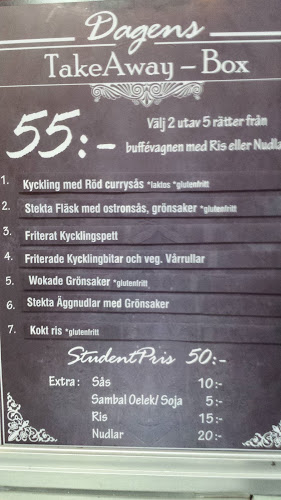 Dagens
TakeAway – Box
55:- Välj 2 utav 5 rätter från
buffévagnen med Ris eller Nudla
1. Kyckling med Röd currysås *laktos *glutenfritt
2. Stekta Fläsk med ostronsås, grönsaker *glutenfritt
3. Friterat Kycklingspett
4. Friterade Kycklingbitar och veg. Vårrullar
5. Wokade Grönsaker *glutenfritt
6. Stekta Äggnudlar med Grönsaker
7. Kokt ris *glutenfritt
StudentPris 50:-
Extra: Sås 10:-
Sambal Oelek/ Soja 5:-
Ris 15:-
Nudlar 20:-